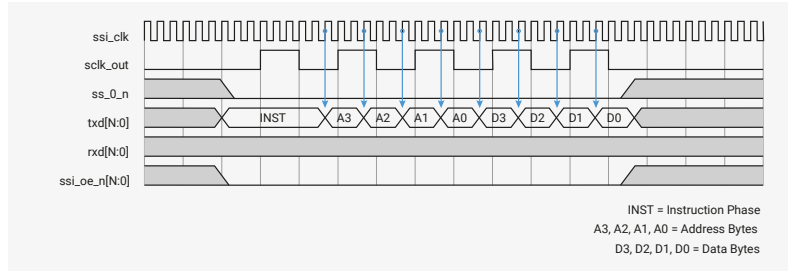 ssi_clk
sclk_out
ss_0_n
txd[N:0] INST A3 A2 A1 A0 D3 D2 D1 D0
rxd[N:0]
ssi_oe_n[N:0]
INST = Instruction Phase
A3, A2, A1, A0 = Address Bytes
D3, D2, D1, D0 = Data Bytes